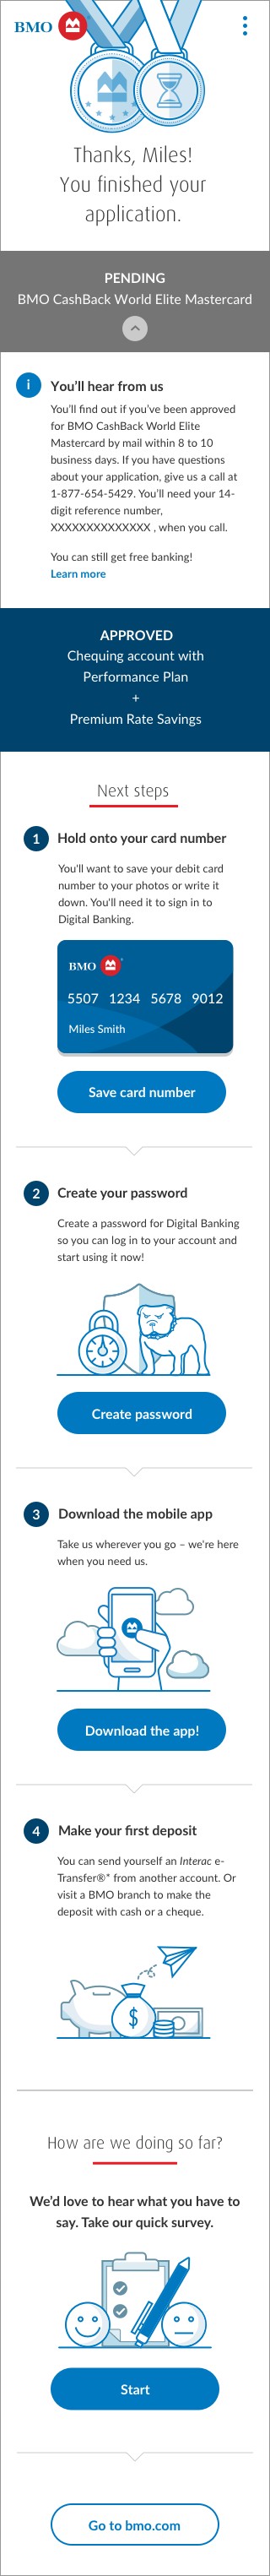 BMO
Thanks, Miles!
You finished your
application.
PENDING
BMO CashBack World Elite Mastercard
i
You'll hear from us
You'll find out if you've been approved
for BMO CashBack World Elite
Mastercard by mail within 8 to 10
business days. If you have questions
about your application, give us a call at
1-877-654-5429. You'll need your 14-
digit reference number,
XXXXXXXXXXXXXX , when you call.
You can still get free banking!
Learn more
APPROVED
Chequing account with
Performance Plan
+
Premium Rate Savings
Next steps
1 Hold onto your card number
You'll want to save your debit card
number to your photos or write it
down. You'll need it to sign in to
Digital Banking.
BMO
5507 1234 5678 9012
Miles Smith
Save card number
2 Create your password
Create a password for Digital Banking
so you can log in to your account and
start using it now!
Create password
3 Download the mobile app
Take us wherever you go – we're here
when you need us.
Download the app!
4 Make your first deposit
You can send yourself an Interac e-
Transfer®* from another account. Or
visit a BMO branch to make the
deposit with cash or a cheque.
$
How are we doing so far?
We'd love to hear what you have to
say. Take our quick survey.
Start
Go to bmo.com